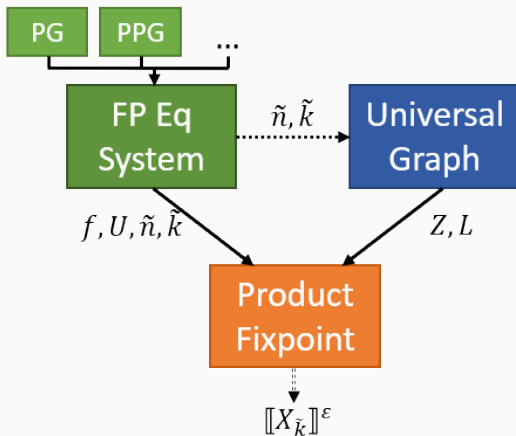 PG PPG ...
FP Eq
System
ñ, k̃
Universal
Graph
f, U, ñ, k̃
Z, L
Product
Fixpoint
⟦X_k̃⟧^ε